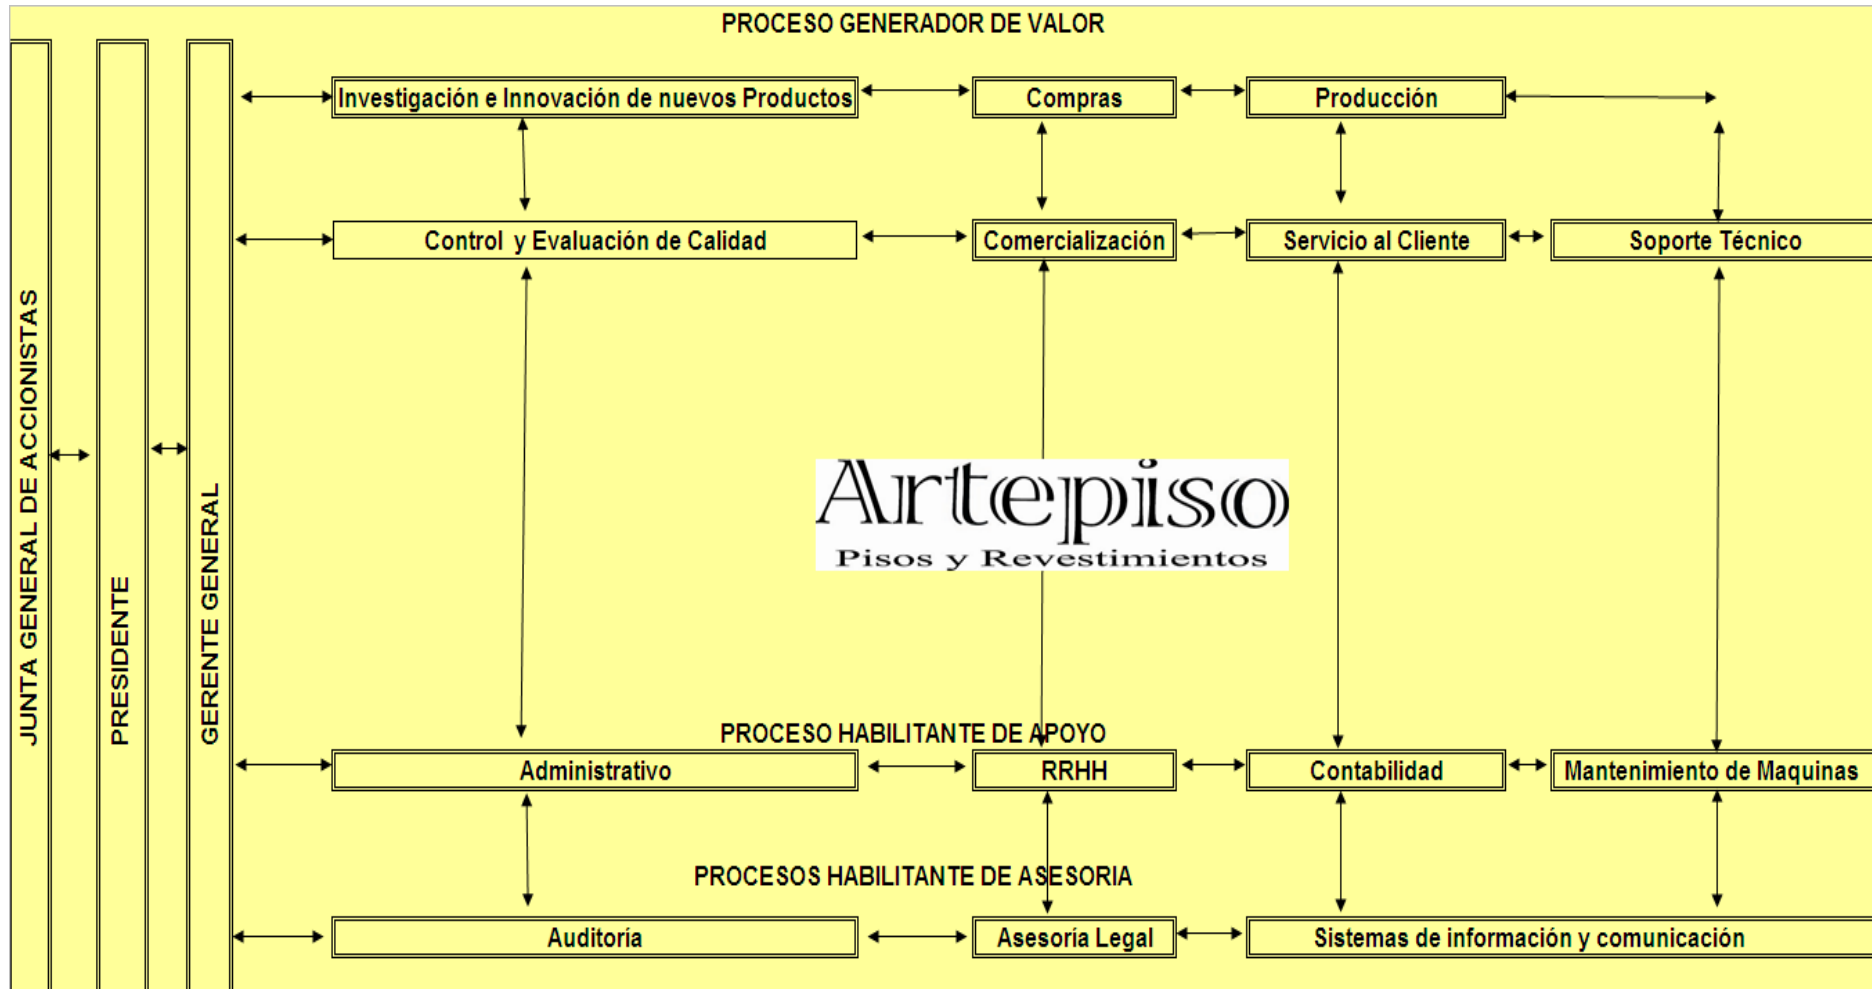 PROCESO GENERADOR DE VALOR
JUNTA GENERAL DE ACCIONISTAS
PRESIDENTE
GERENTE GENERAL
Investigación e Innovación de nuevos Productos
Compras
Producción
Control y Evaluación de Calidad
Comercialización
Servicio al Cliente
Soporte Técnico
Artepiso
Pisos y Revestimientos
PROCESO HABILITANTE DE APOYO
Administrativo
RRHH
Contabilidad
Mantenimiento de Maquinas
PROCESOS HABILITANTE DE ASESORIA
Auditoría
Asesoría Legal
Sistemas de información y comunicación